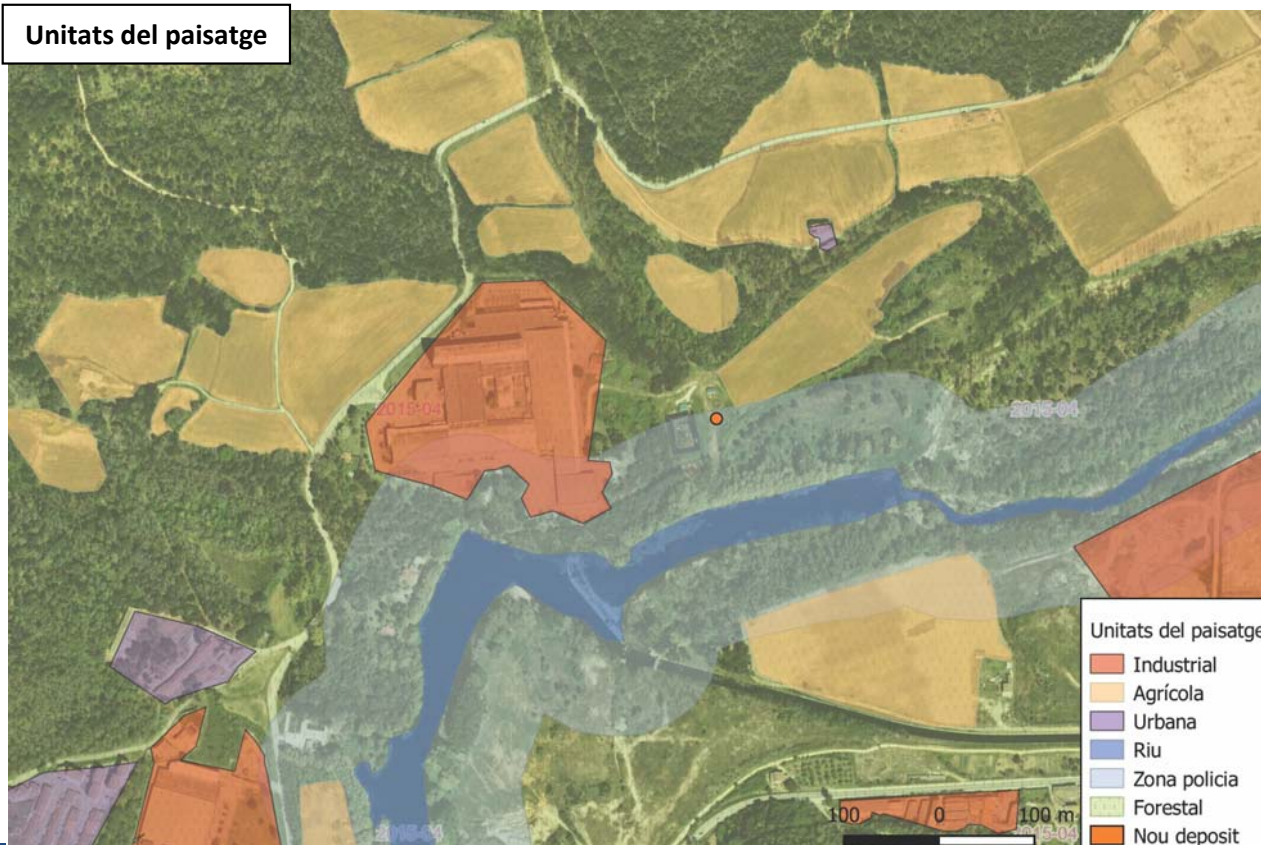 Unitats del paisatge
2015-04
2015-04
Unitats del paisatge
Industrial
Agrícola
Urbana
Riu
Zona policia
Forestal
Nou deposit
100 0 100 m
2015-04
2015-04